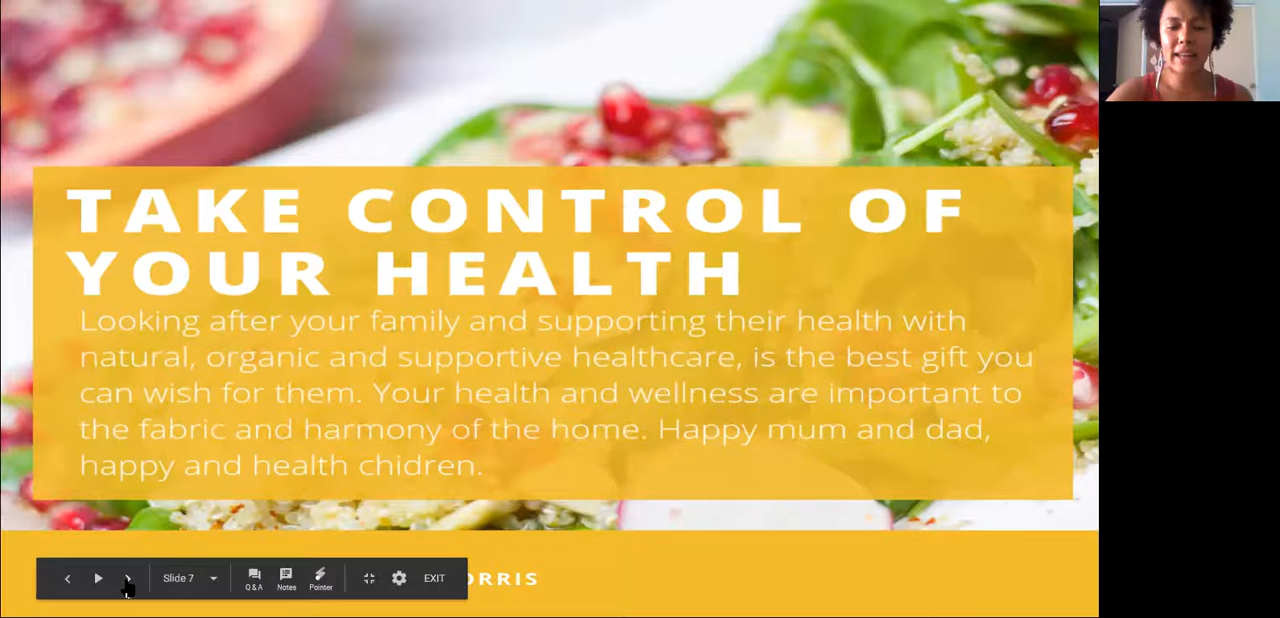 TAKE CONTROL OF
YOUR HEALTH
Looking after your family and supporting their health with
natural, organic and supportive healthcare, is the best gift you
can wish for them. Your health and wellness are important to
the fabric and harmony of the home. Happy mum and dad,
happy and health chidren.
Slide 7
Q & A
Notes
Pointer
EXIT
ORRIS